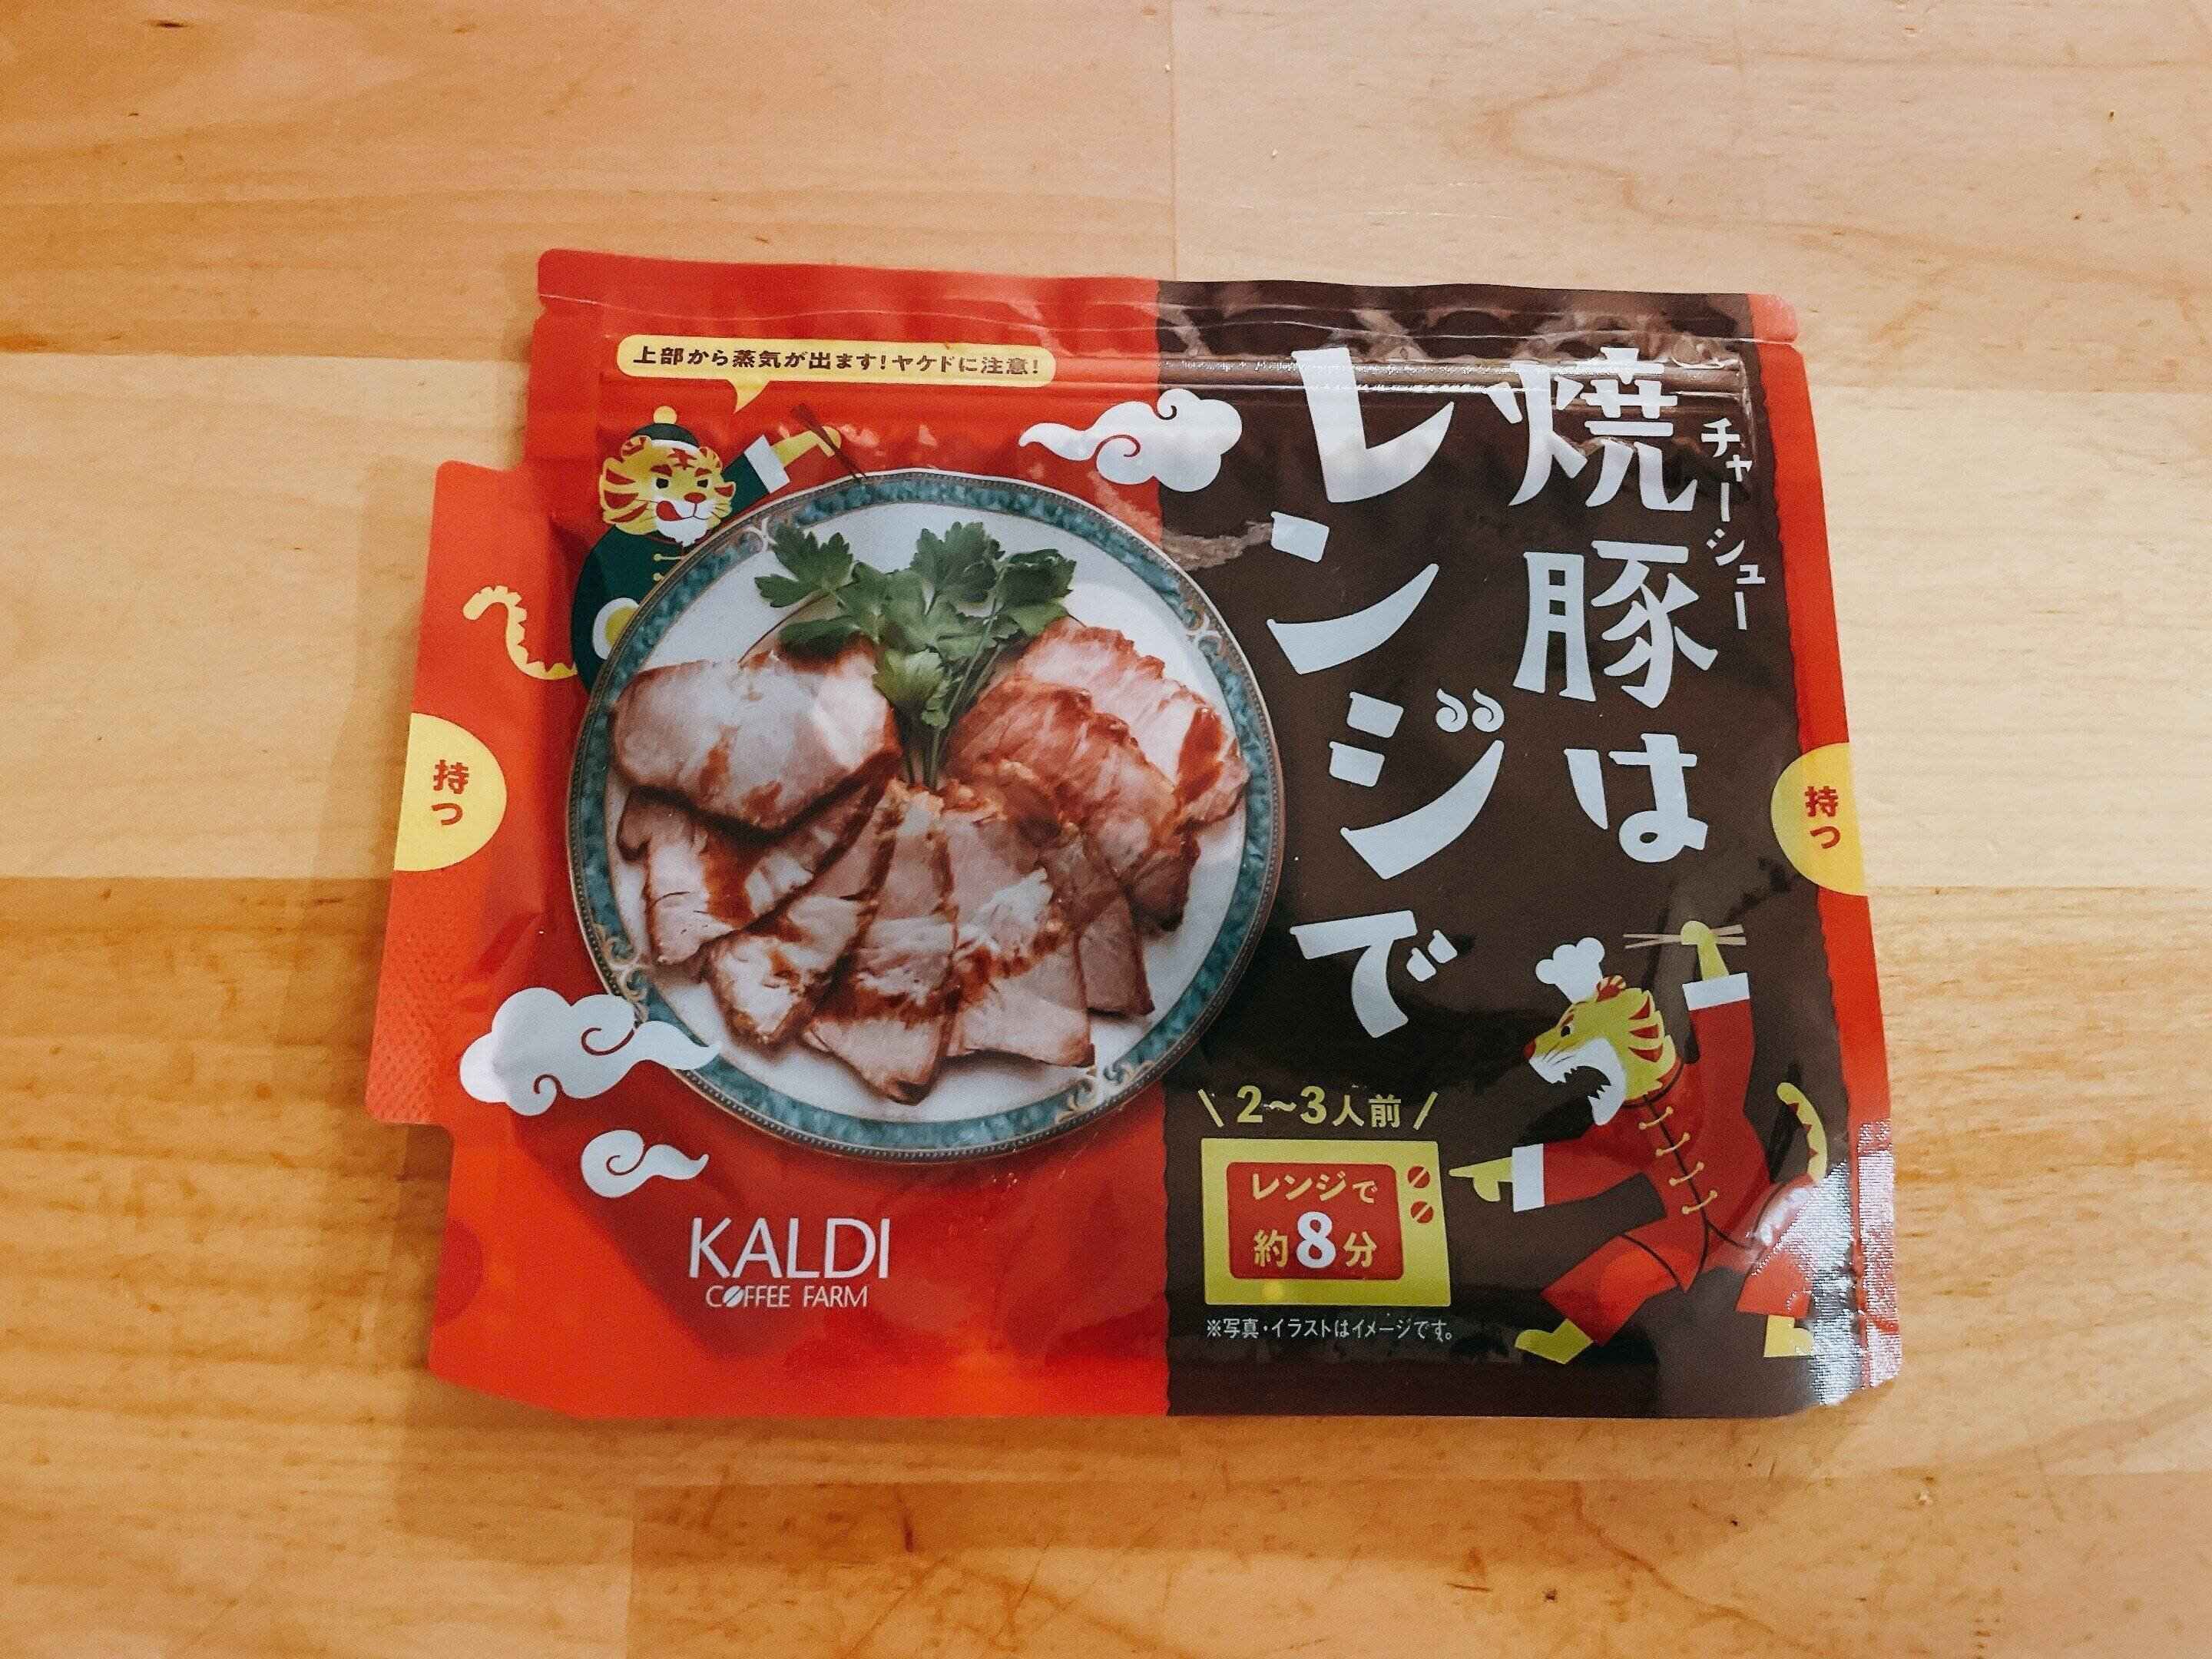 上部から蒸気が出ます!ヤケドに注意!
チャーシュー
焼豚は
レンジで
持つ
持つ
2~3人前
レンジで
約8分
※写真・イラストはイメージです。
KALDI
COFFEE FARM